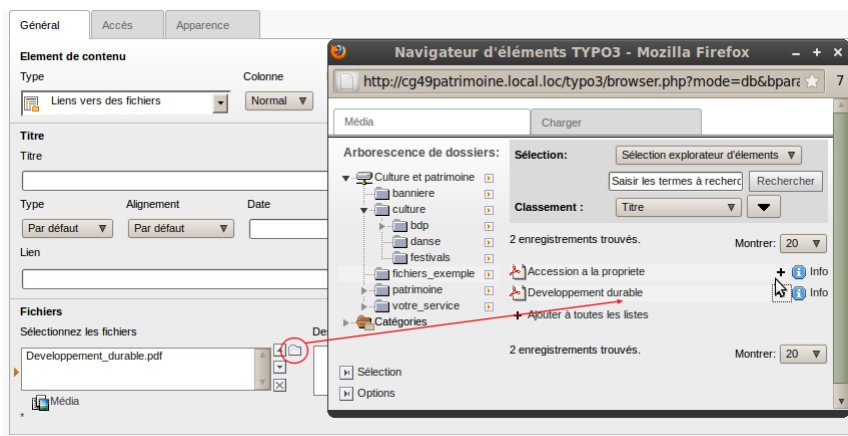 Général
Accès
Apparence
Element de contenu
Type
Colonne
Liens vers des fichiers
Normal
Titre
Titre
Type
Alignement
Date
Par défaut
Par défaut
Lien
Fichiers
Sélectionnez les fichiers
De
Developpement_durable.pdf
Média
*
Navigateur d'éléments TYPO3 - Mozilla Firefox
http://cg49patrimoine.local.loc/typo3/browser.php?mode=db&bpara
7
Média
Charger
Arborescence de dossiers:
Culture et patrimoine
banniere
culture
bdp
danse
festivals
fichiers_exemple
patrimoine
votre_service
Catégories
Sélection
Options
Sélection:
Sélection explorateur d'élements
Saisir les termes à recherc
Rechercher
Classement :
Titre
2 enregistrements trouvés.
Montrer: 20
Accession a la propriete
Info
Developpement durable
Info
Ajouter à toutes les listes
2 enregistrements trouvés.
Montrer: 20